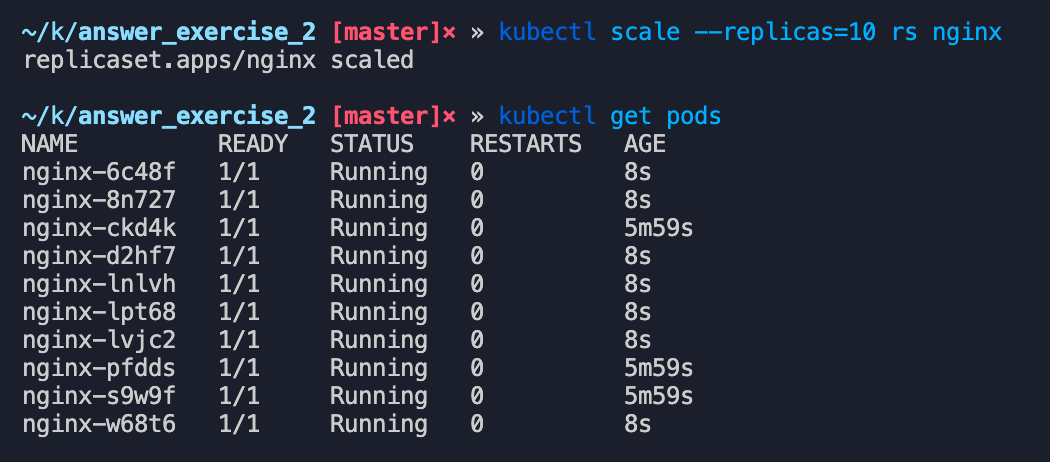 ~/k/answer_exercise_2 [master]× » kubectl scale --replicas=10 rs nginx
replicaset.apps/nginx scaled
~/k/answer_exercise_2 [master]× » kubectl get pods
NAME READY STATUS RESTARTS AGE
nginx-6c48f 1/1 Running 0 8s
nginx-8n727 1/1 Running 0 8s
nginx-ckd4k 1/1 Running 0 5m59s
nginx-d2hf7 1/1 Running 0 8s
nginx-lnlvh 1/1 Running 0 8s
nginx-lpt68 1/1 Running 0 8s
nginx-lvjc2 1/1 Running 0 8s
nginx-pfdds 1/1 Running 0 5m59s
nginx-s9w9f 1/1 Running 0 5m59s
nginx-w68t6 1/1 Running 0 8s